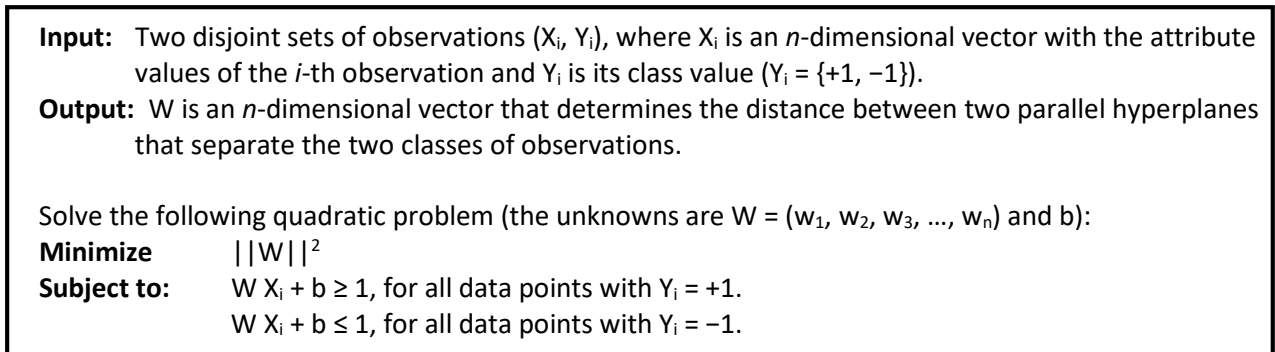 Input: Two disjoint sets of observations (Xᵢ, Yᵢ), where Xᵢ is an n-dimensional vector with the attribute
values of the i-th observation and Yᵢ is its class value (Yᵢ = {+1, −1}).
Output: W is an n-dimensional vector that determines the distance between two parallel hyperplanes
that separate the two classes of observations.
Solve the following quadratic problem (the unknowns are W = (w₁, w₂, w₃, ..., wₙ) and b):
Minimize ||W||²
Subject to: W Xᵢ + b ≥ 1, for all data points with Yᵢ = +1.
W Xᵢ + b ≤ 1, for all data points with Yᵢ = −1.